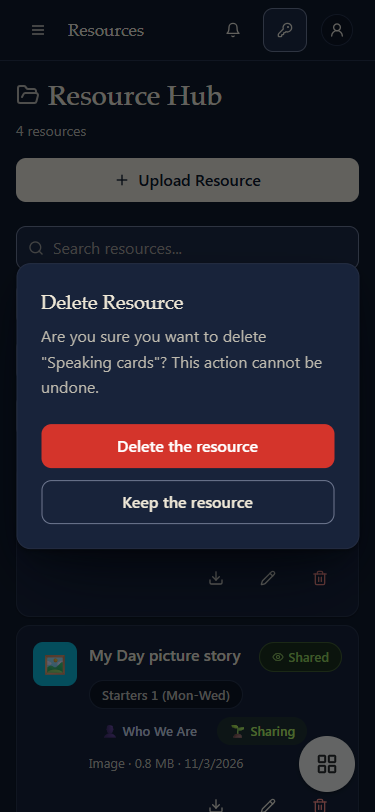 Resources
Resource Hub
4 resources
Upload Resource
Search resources...
Delete Resource
Are you sure you want to delete
"Speaking cards"? This action cannot be
undone.
Delete the resource
Keep the resource
My Day picture story
Shared
Starters 1 (Mon-Wed)
Who We Are
Sharing
Image · 0.8 MB · 11/3/2026